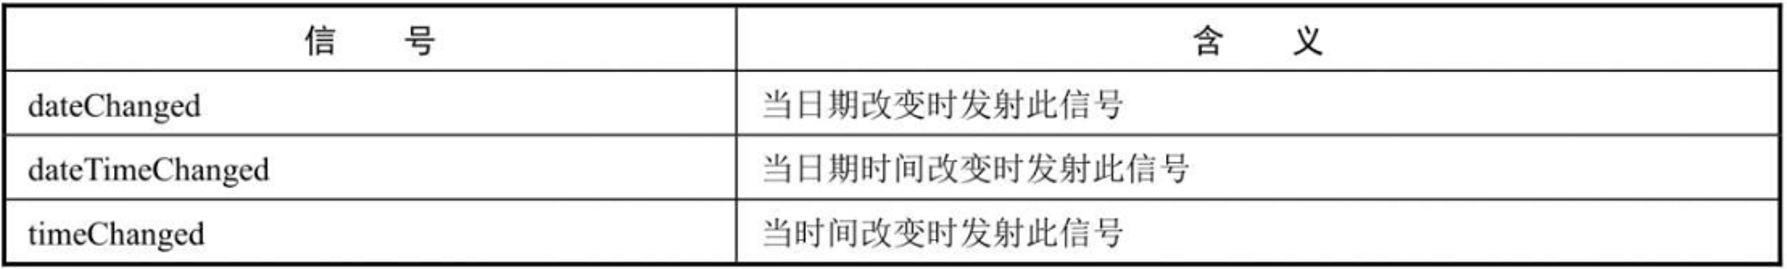 信 号 含 义
dateChanged 当日期改变时发射此信号
dateTimeChanged 当日期时间改变时发射此信号
timeChanged 当时间改变时发射此信号